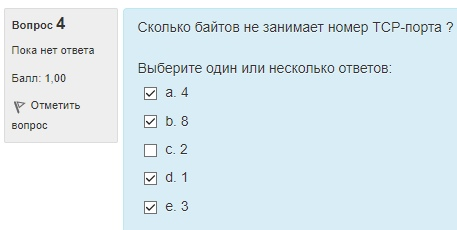 Вопрос 4
Пока нет ответа
Балл: 1,00
Отметить
вопрос
Сколько байтов не занимает номер TCP-порта ?
Выберите один или несколько ответов:
a. 4
b. 8
c. 2
d. 1
e. 3